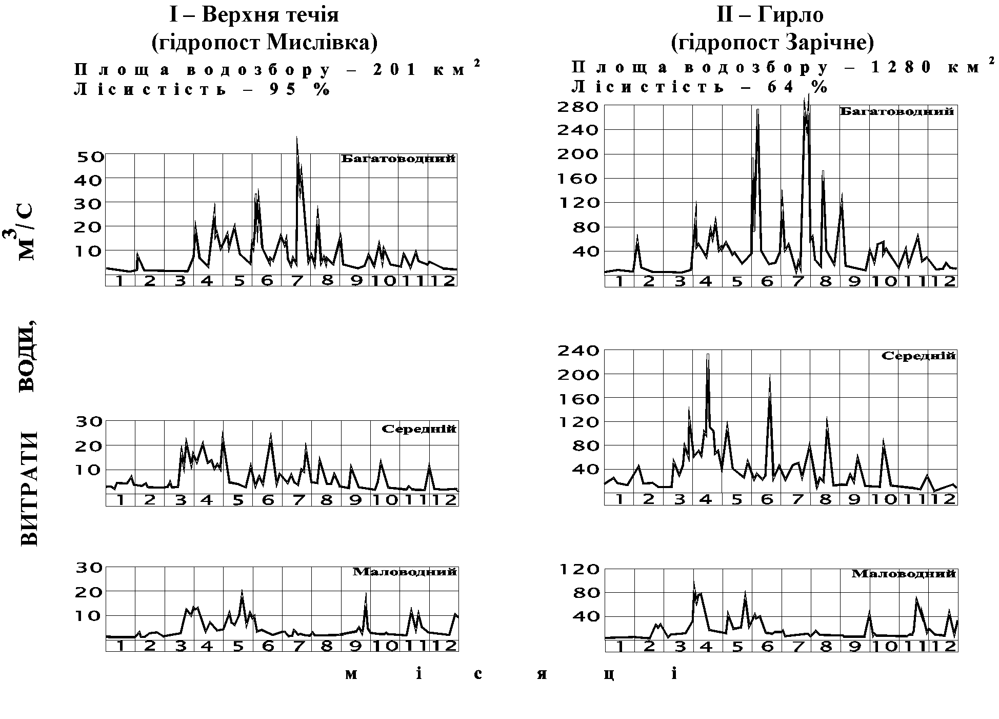 I – Верхня течія
(гідропост Мислівка)
Площа водозбору – 201 км²
Лісистість – 95 %
II – Гирло
(гідропост Зарічне)
Площа водозбору – 1280 км²
Лісистість – 64 %
ВИТРАТИ ВОДИ, м³/с
Багатоводний
50
40
30
20
10
1 2 3 4 5 6 7 8 9 10 11 12
Багатоводний
280
240
200
160
120
80
40
1 2 3 4 5 6 7 8 9 10 11 12
Середній
30
20
10
1 2 3 4 5 6 7 8 9 10 11 12
Середній
240
200
160
120
80
40
1 2 3 4 5 6 7 8 9 10 11 12
Маловодний
30
20
10
1 2 3 4 5 6 7 8 9 10 11 12
Маловодний
120
80
40
1 2 3 4 5 6 7 8 9 10 11 12
місяці